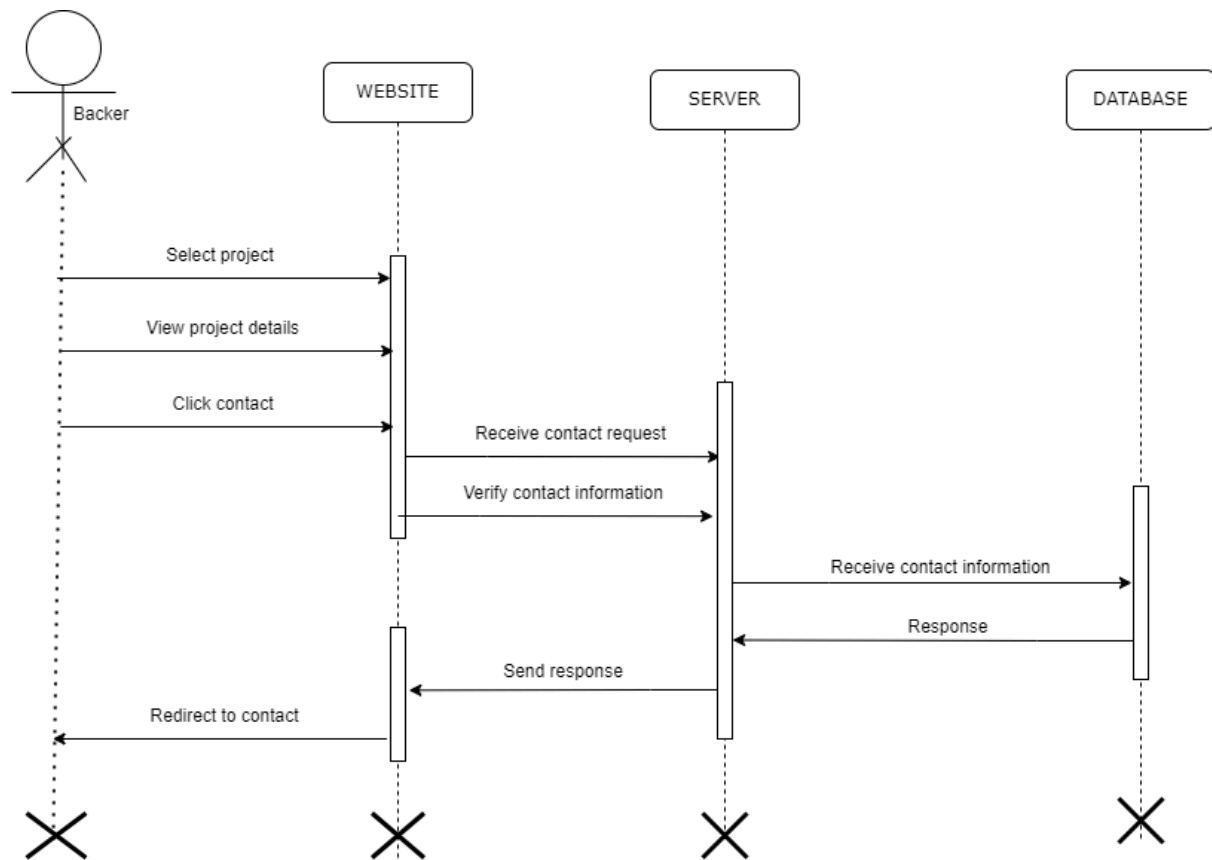 Backer
WEBSITE
SERVER
DATABASE
Select project
View project details
Click contact
Receive contact request
Verify contact information
Receive contact information
Response
Send response
Redirect to contact